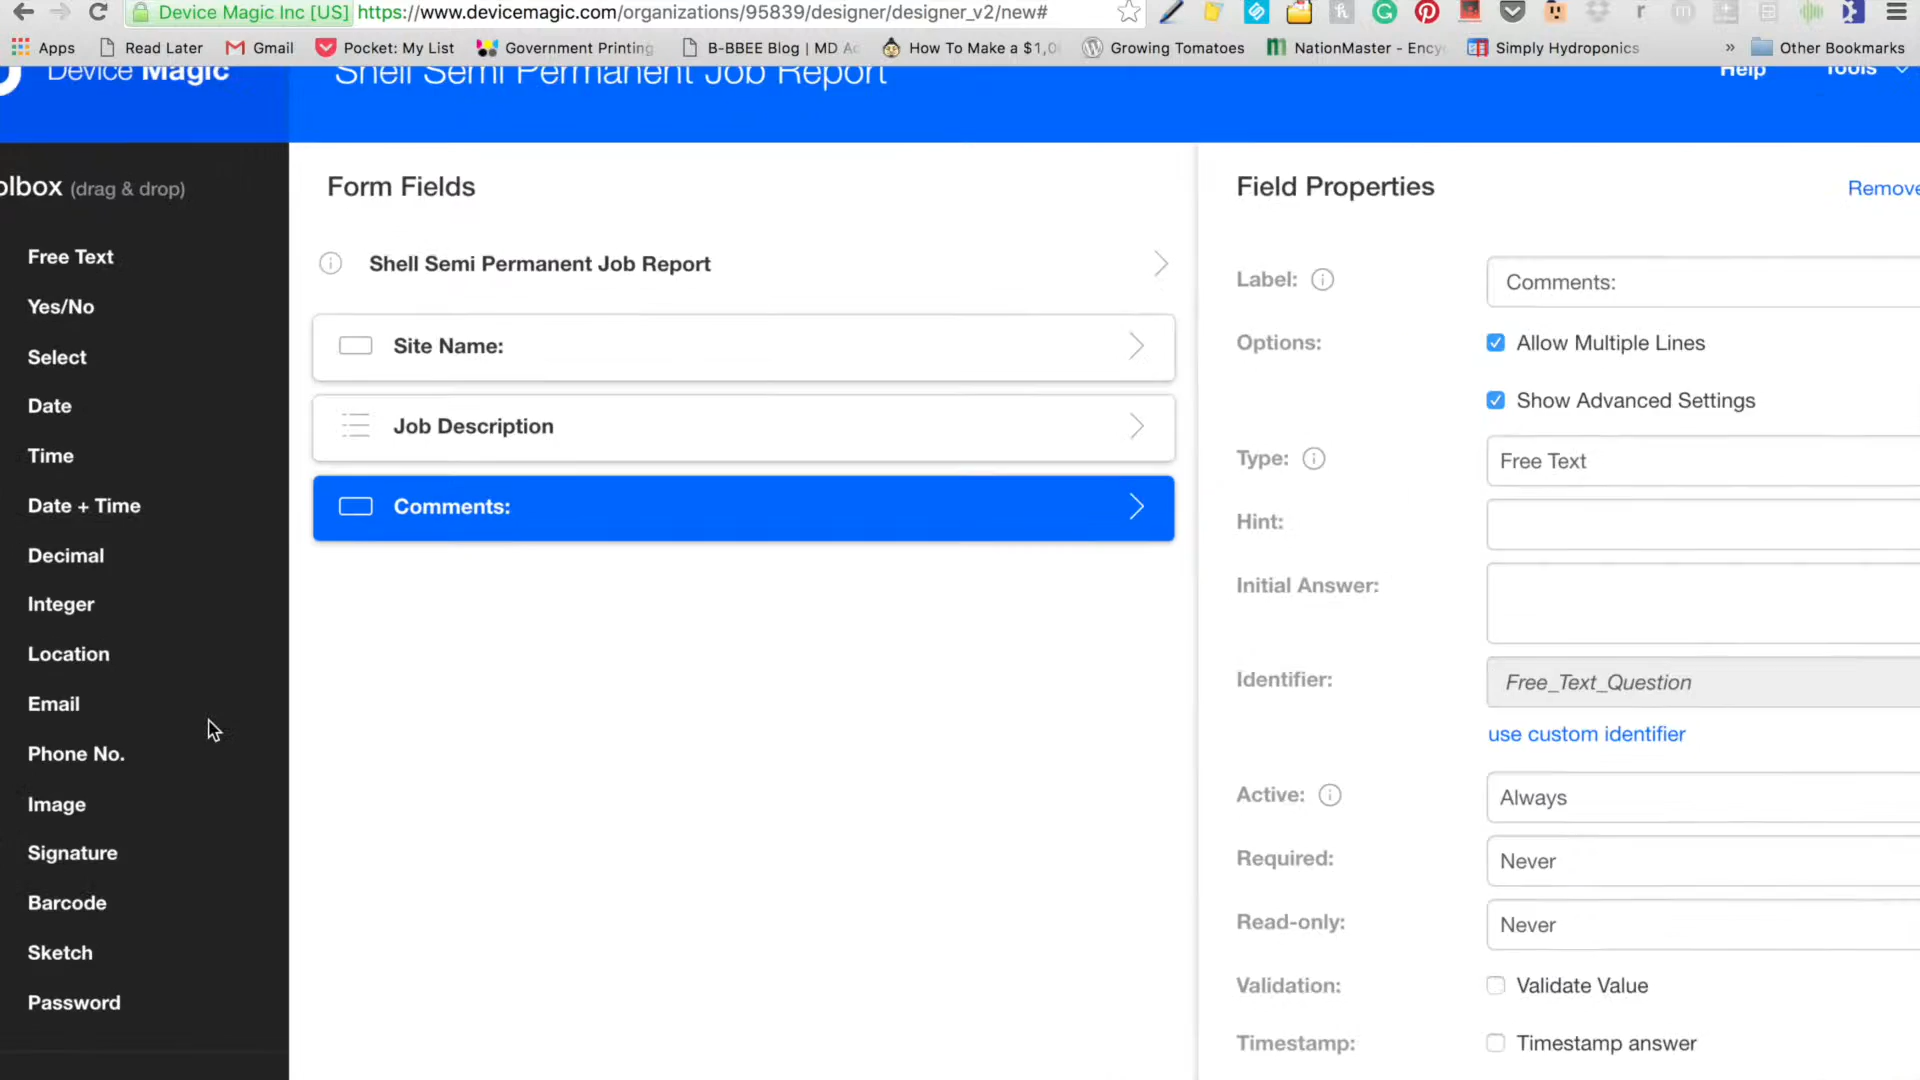 Device Magic Inc [US] https://www.devicemagic.com/organizations/95839/designer/designer_v2/new#
Apps Read Later Gmail Pocket: My List Government Printing B-BBEE Blog | MD Ac How To Make a $1,0 Growing Tomatoes NationMaster - Ency Simply Hydroponics » Other Bookmarks
Device Magic
Shell Semi Permanent Job Report
Help Tools
olbox (drag & drop)
Free Text
Yes/No
Select
Date
Time
Date + Time
Decimal
Integer
Location
Email
Phone No.
Image
Signature
Barcode
Sketch
Password
Form Fields
Shell Semi Permanent Job Report
Site Name:
Job Description
Comments:
Field Properties
Remove
Label: Comments:
Options: Allow Multiple Lines
Show Advanced Settings
Type: Free Text
Hint:
Initial Answer:
Identifier: Free_Text_Question
use custom identifier
Active: Always
Required: Never
Read-only: Never
Validation: Validate Value
Timestamp: Timestamp answer